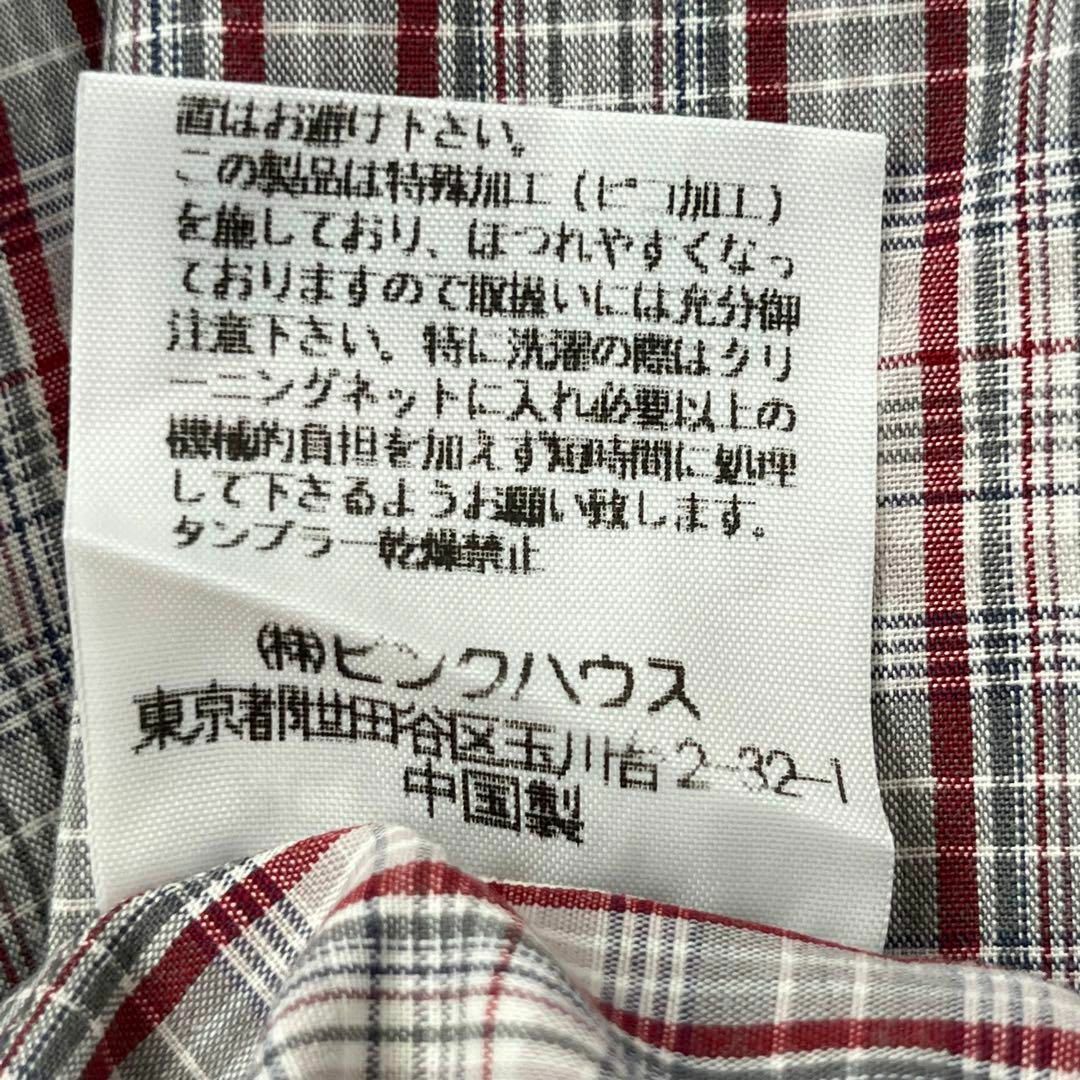 置はお避け下さい。
この製品は特殊加工(ピコ加工)
を施しており、ほつれやすくなっ
ておりますので取扱いには充分御
注意下さい。特に洗濯の際はクリ
ーニングネットに入れ必要以上の
機械的負担を加えず短時間に処理
して下さるようお願い致します。
タンブラー乾燥禁止
(株)ピンクハウス
東京都世田谷区玉川台2-32-1
中国製